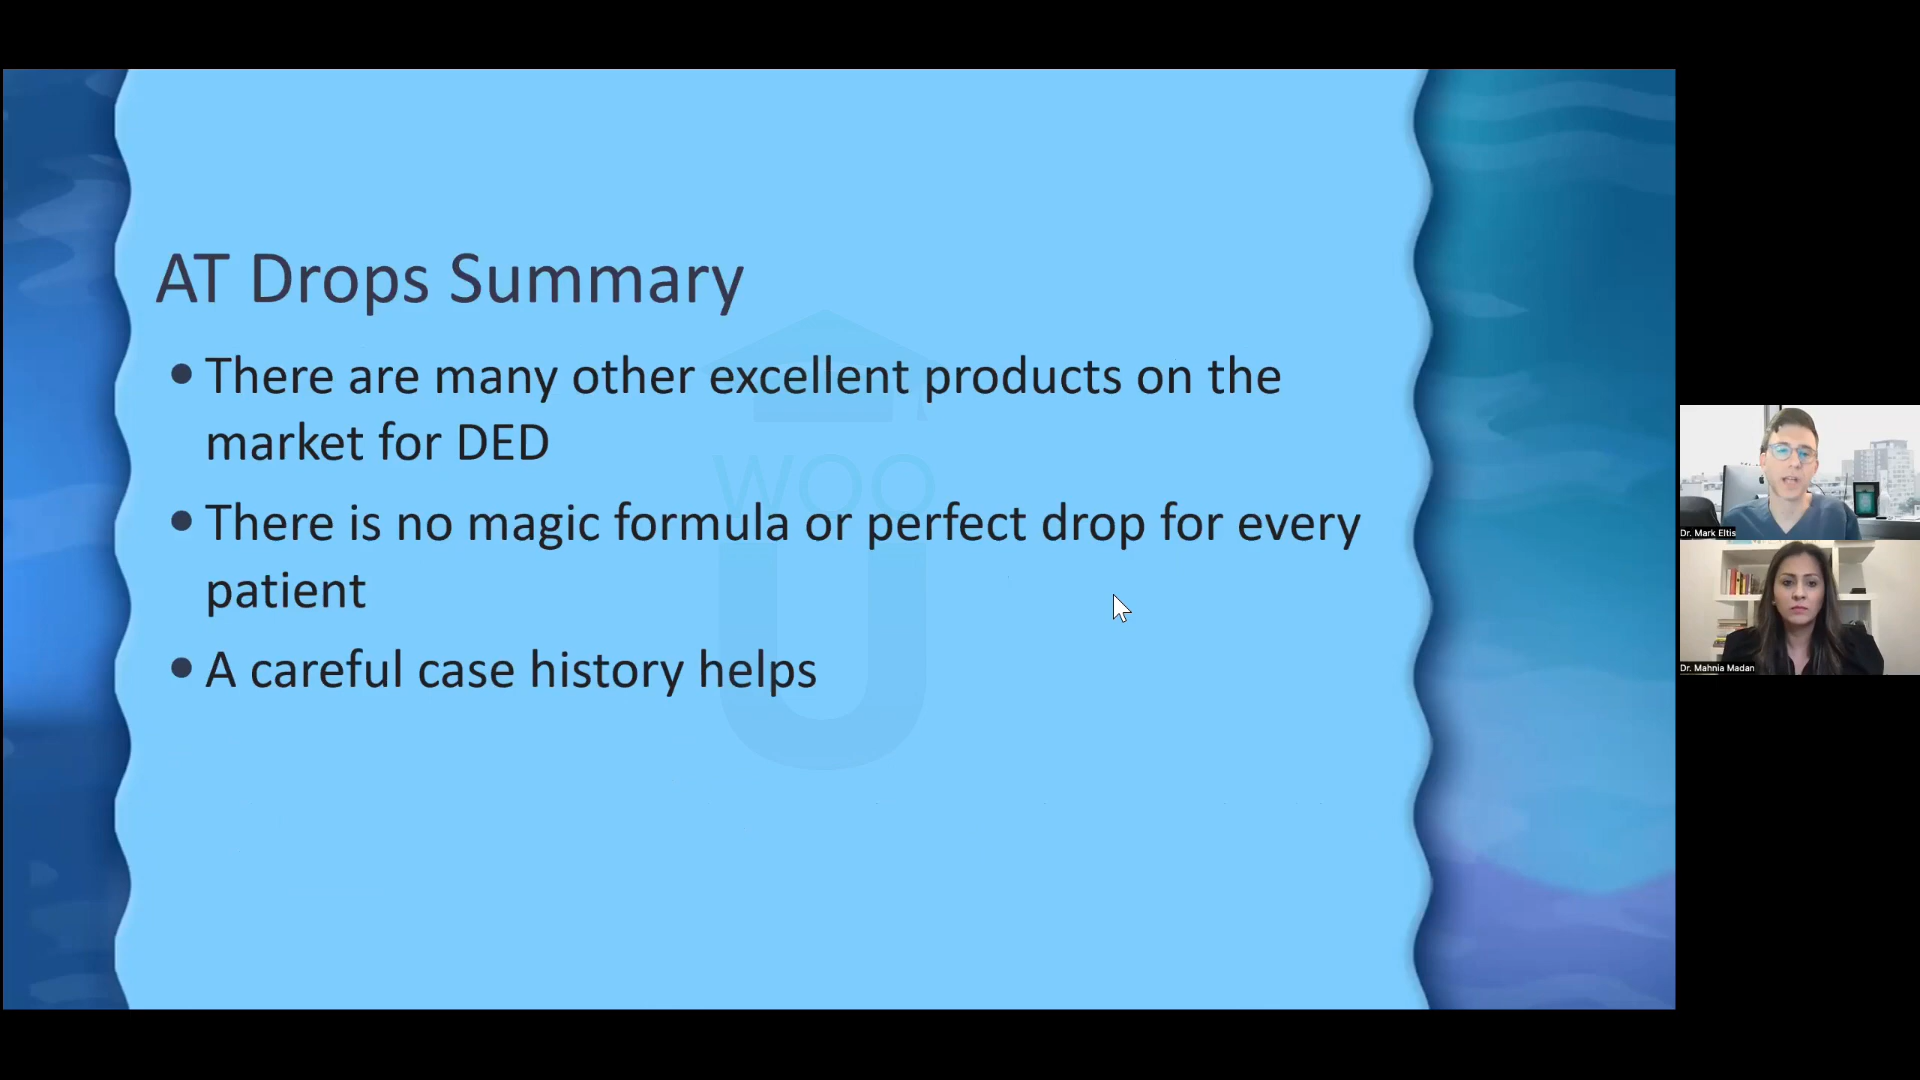 AT Drops Summary
• There are many other excellent products on the
market for DED
• There is no magic formula or perfect drop for every
patient
• A careful case history helps
WOO
U
Dr. Mark Eltis
Dr. Mahnia Madan